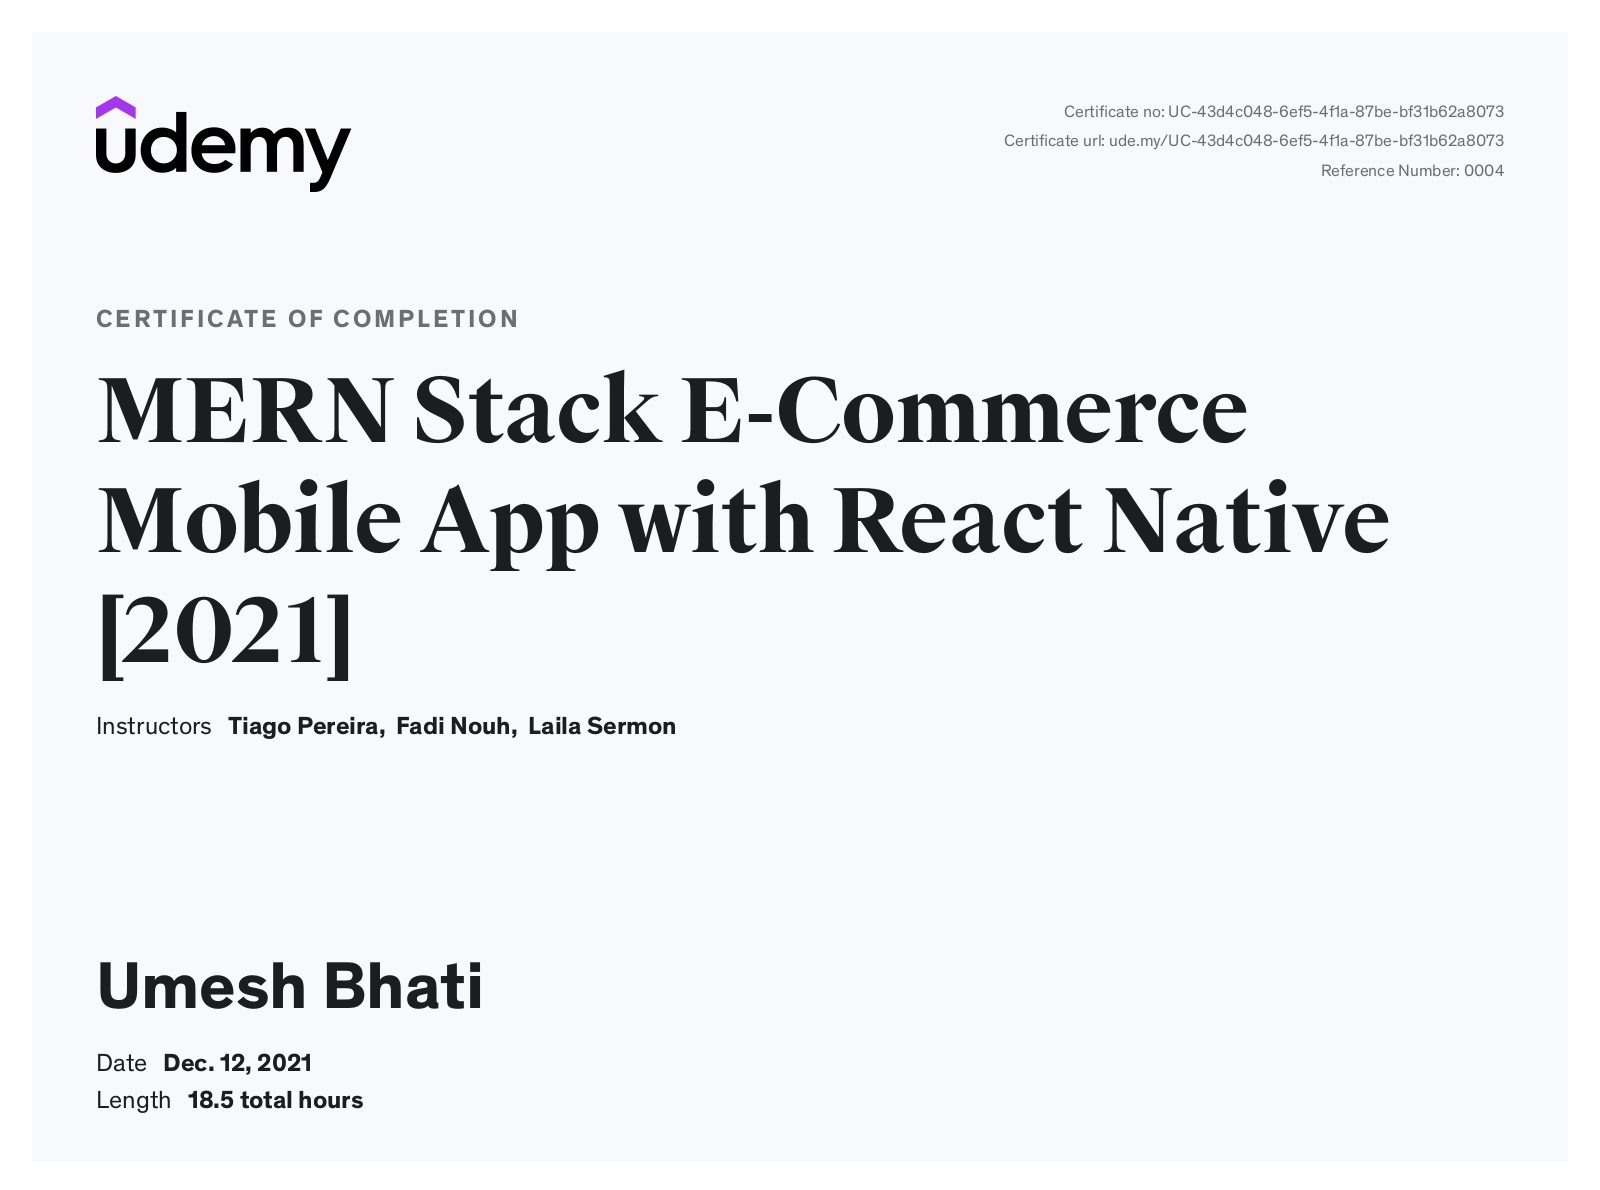 udemy
Certificate no: UC-43d4c048-6ef5-4f1a-87be-bf31b62a8073
Certificate url: ude.my/UC-43d4c048-6ef5-4f1a-87be-bf31b62a8073
Reference Number: 0004
CERTIFICATE OF COMPLETION
MERN Stack E-Commerce
Mobile App with React Native
[2021]
Instructors Tiago Pereira, Fadi Nouh, Laila Sermon
Umesh Bhati
Date Dec. 12, 2021
Length 18.5 total hours